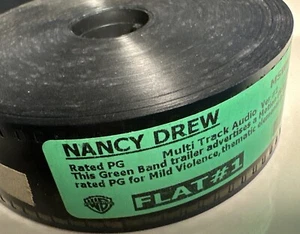 NANCY DREW
Rated PG Multi Track Audio
This Green Band trailer advertises a
rated PG for Mild Violence, thematic
FLAT#1